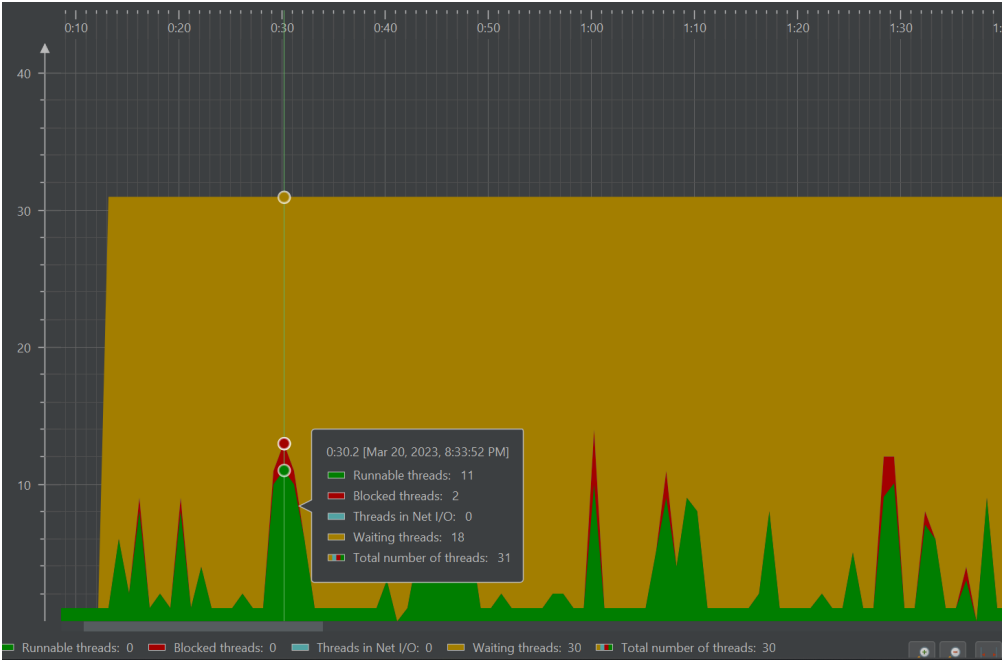 0:10 0:20 0:30 0:40 0:50 1:00 1:10 1:20 1:30
40
30
20
10
0:30.2 [Mar 20, 2023, 8:33:52 PM]
Runnable threads: 11
Blocked threads: 2
Threads in Net I/O: 0
Waiting threads: 18
Total number of threads: 31
Runnable threads: 0 Blocked threads: 0 Threads in Net I/O: 0 Waiting threads: 30 Total number of threads: 30